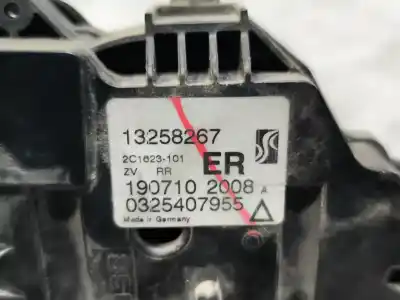 13258267
2C1623-101
ZV RR ER
190710 2008 A
0325407955
Made in Germany